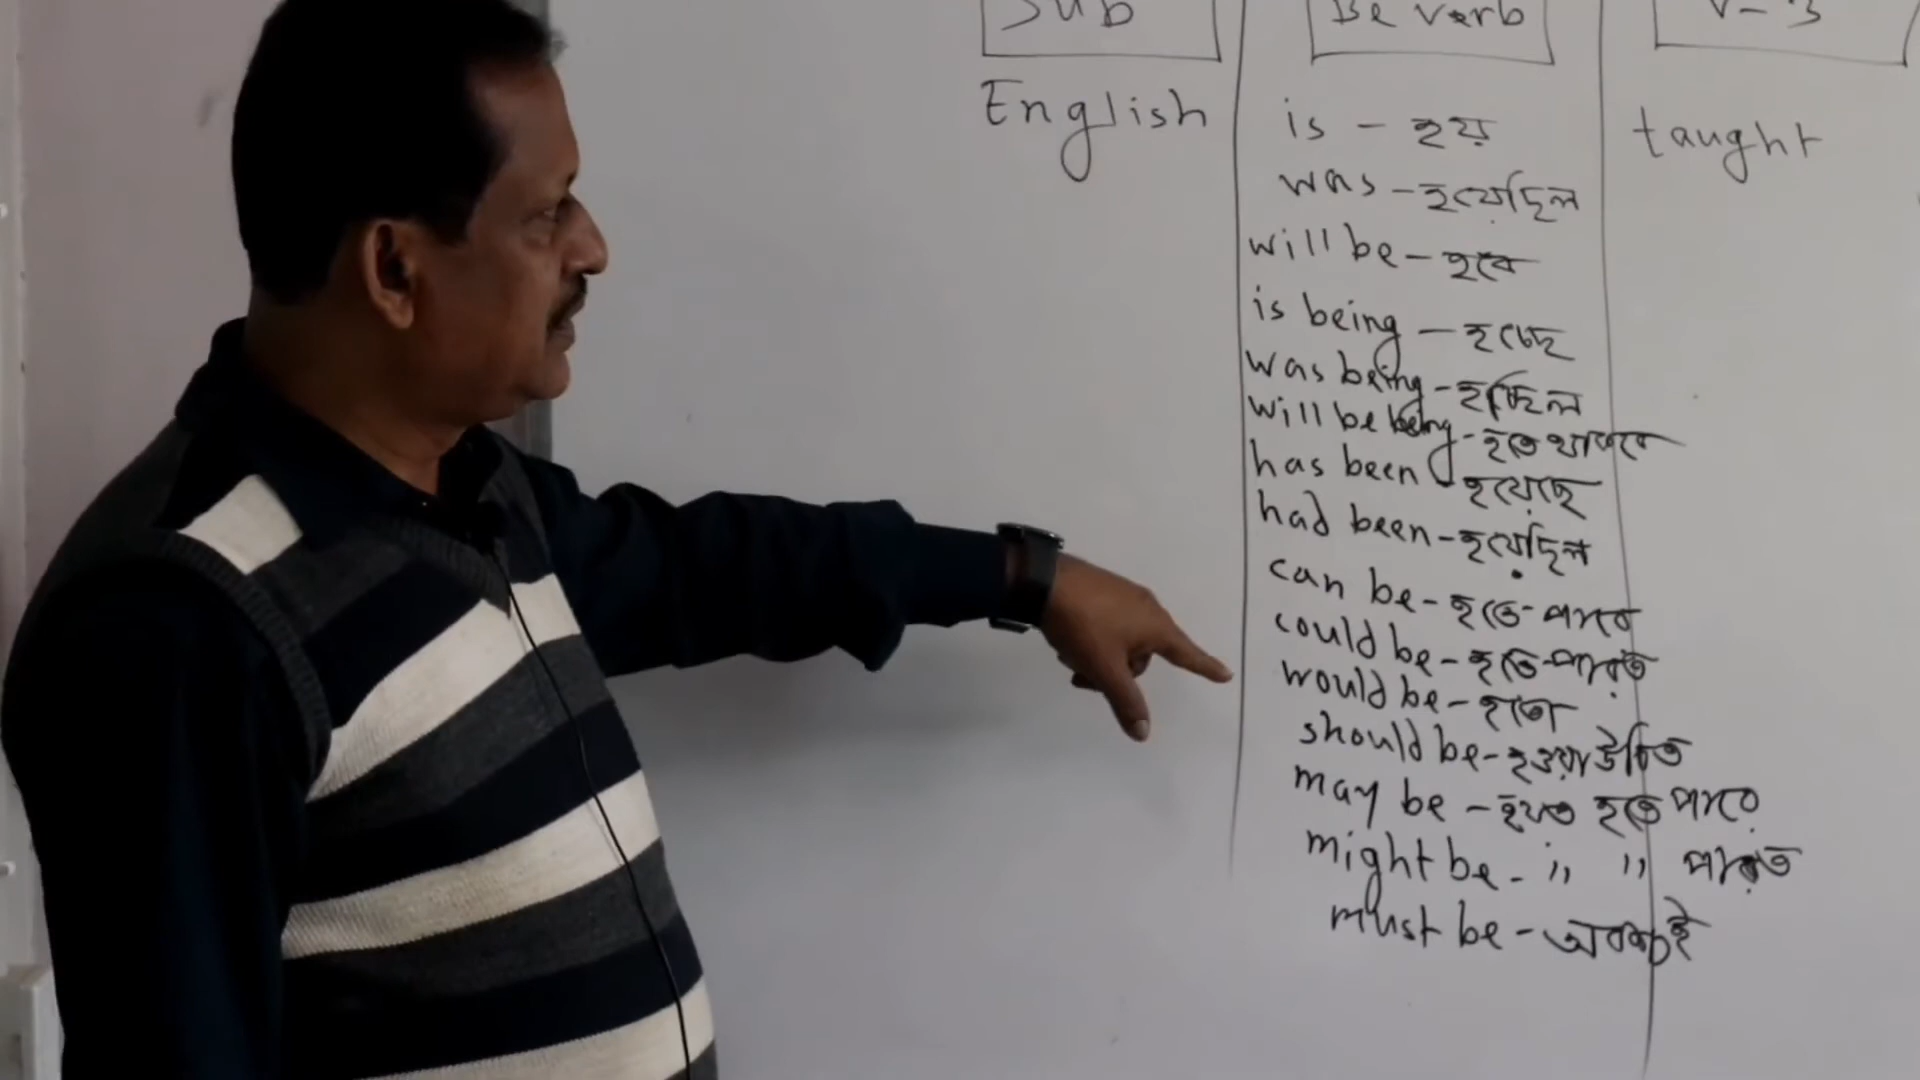 Sub Be verb V-3
English is - হয় taught
was - হয়েছিল
will be - হবে
is being - হচ্ছে
was being - হচ্ছিল
will be being - হতে থাকবে
has been - হয়েছে
had been - হয়েছিল
can be - হতে পারে
could be - হতে পারত
would be - হতো
should be - হওয়া উচিত
may be - হয়ত হতে পারে
might be - " " পারত
must be - অবশ্যই